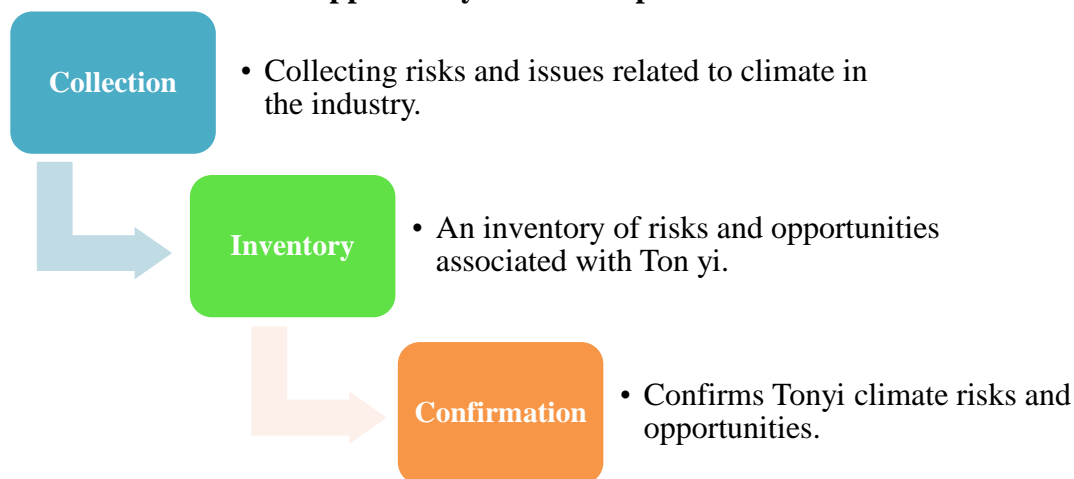 Collection
• Collecting risks and issues related to climate in
the industry.
Inventory
• An inventory of risks and opportunities
associated with Ton yi.
Confirmation
• Confirms Tonyi climate risks and
opportunities.